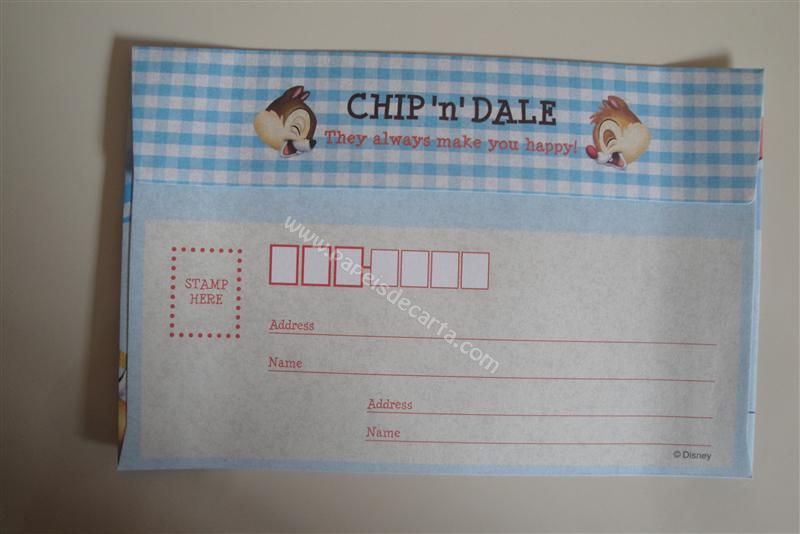 CHIP 'n' DALE
They always make you happy!
STAMP
HERE
www.papeisdecarta.com
Address
Name
Address
Name
© Disney